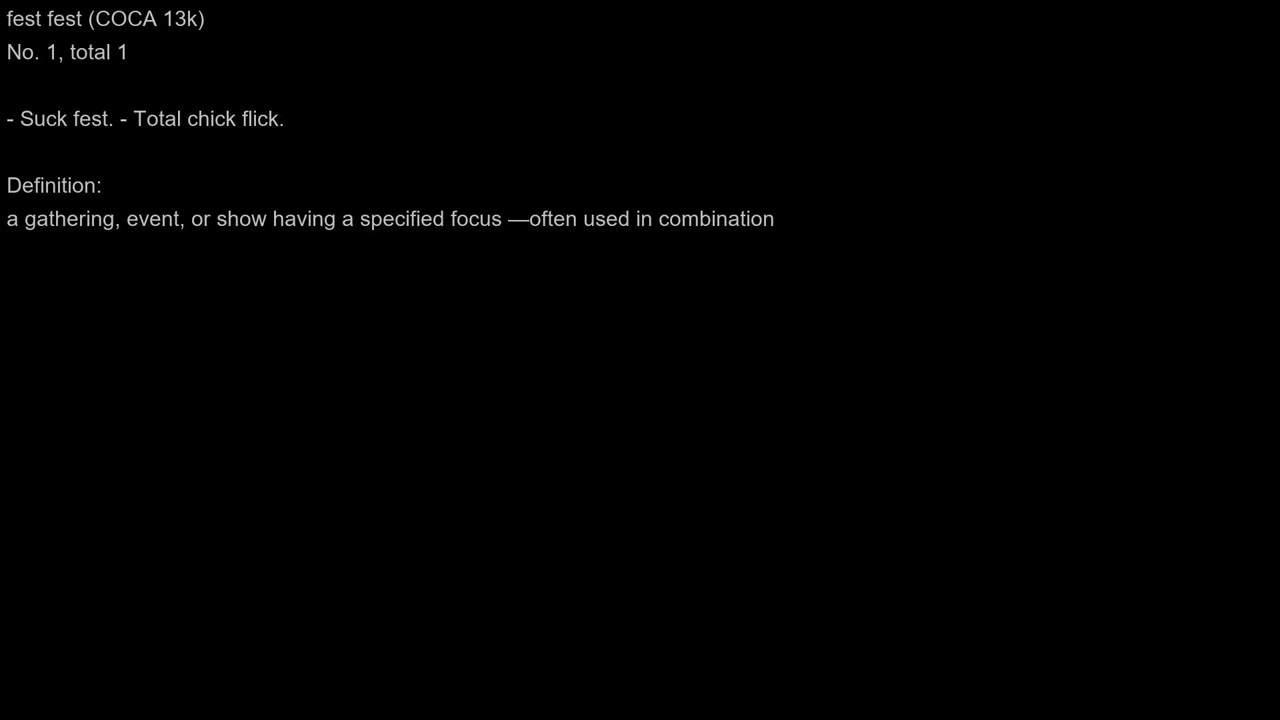 fest fest (COCA 13k)
No. 1, total 1
- Suck fest. - Total chick flick.
Definition:
a gathering, event, or show having a specified focus —often used in combination